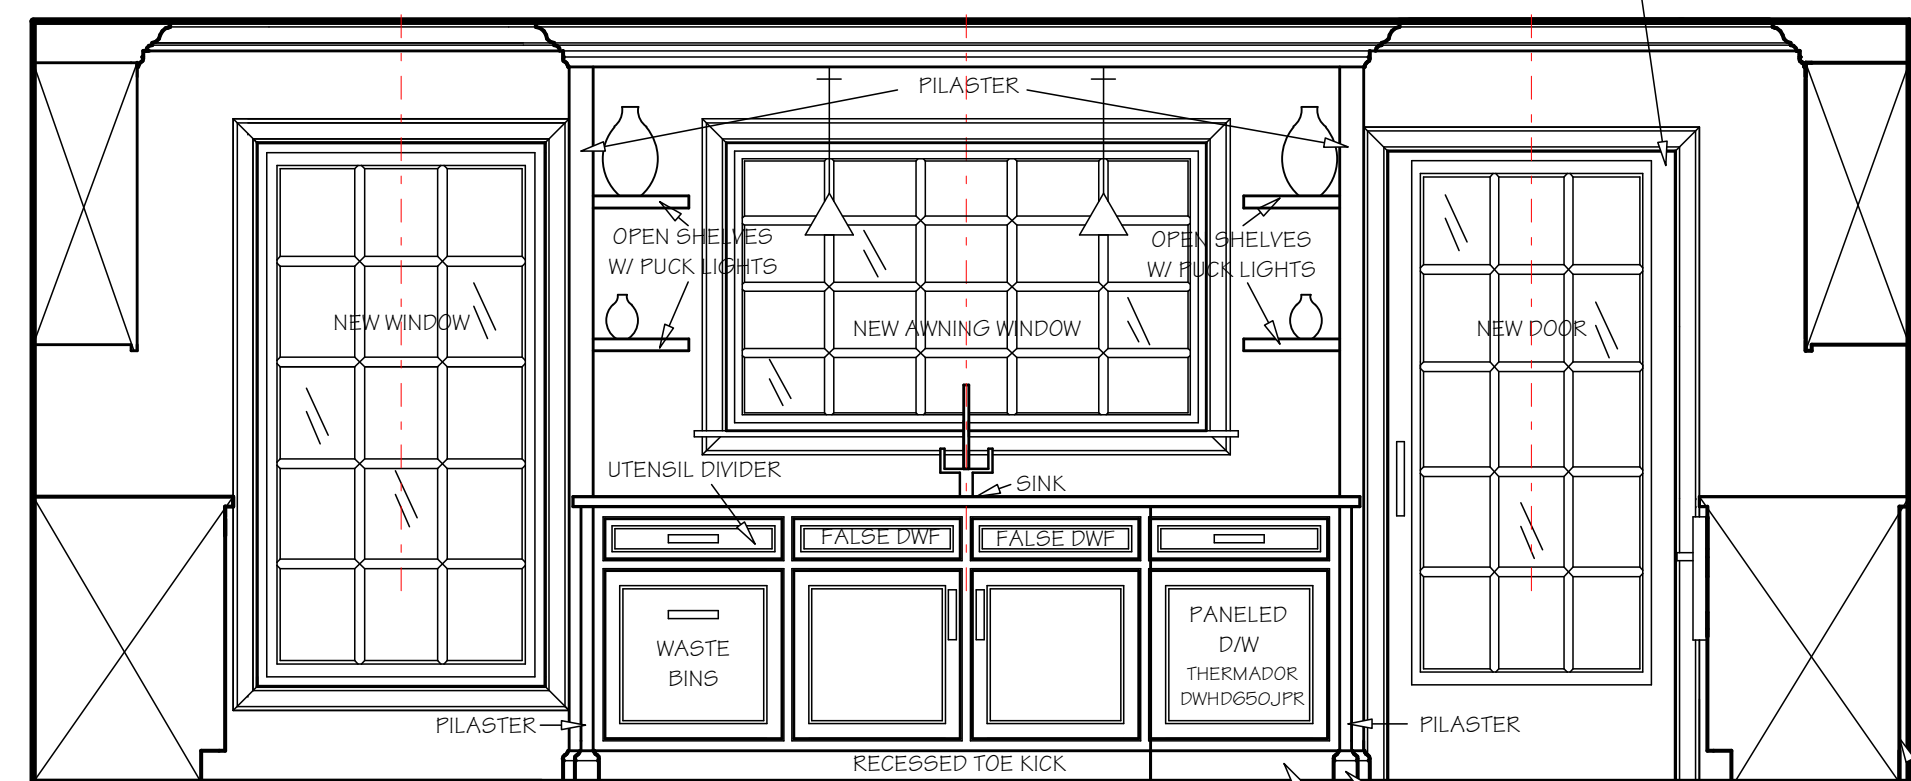 PILASTER
OPEN SHELVES
W/ PUCK LIGHTS
OPEN SHELVES
W/ PUCK LIGHTS
NEW WINDOW
NEW AWNING WINDOW
NEW DOOR
UTENSIL DIVIDER
SINK
FALSE DWF
FALSE DWF
WASTE
BINS
PANELED
D/W
THERMADOR
DWHD650JPR
PILASTER
PILASTER
RECESSED TOE KICK